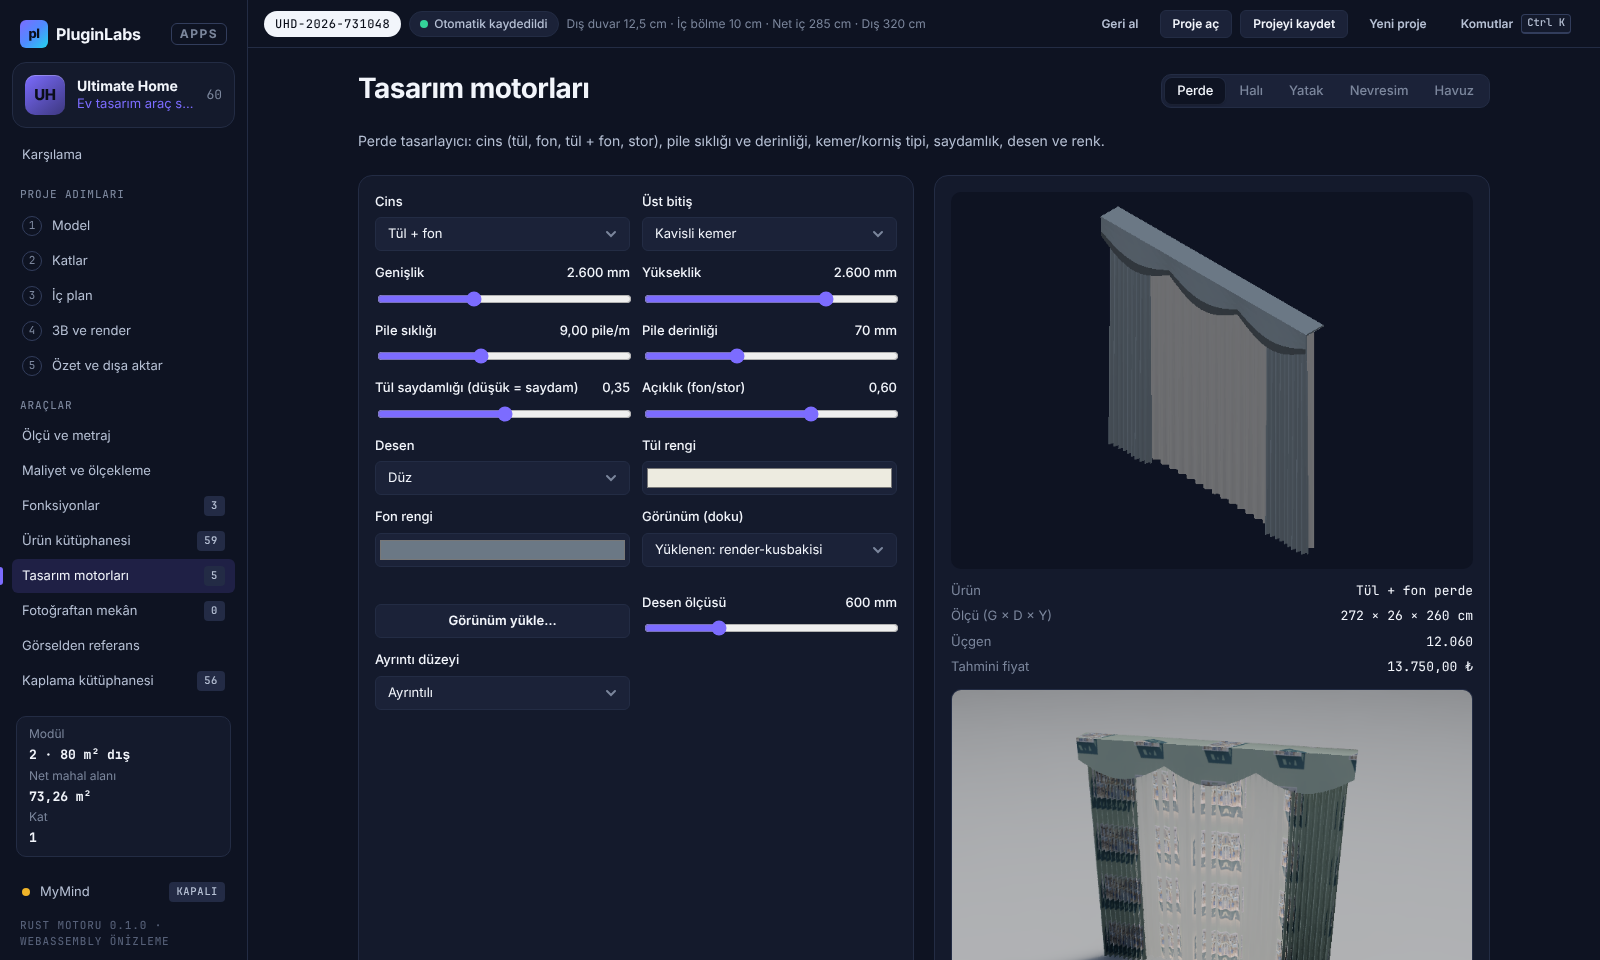 pl PluginLabs APPS
UH Ultimate Home 60
Ev tasarım araç s...
Karşılama
PROJE ADIMLARI
1 Model
2 Katlar
3 İç plan
4 3B ve render
5 Özet ve dışa aktar
ARAÇLAR
Ölçü ve metraj
Maliyet ve ölçekleme
Fonksiyonlar 3
Ürün kütüphanesi 59
Tasarım motorları 5
Fotoğraftan mekân 0
Görselden referans
Kaplama kütüphanesi 56
Modül
2 · 80 m² dış
Net mahal alanı
73,26 m²
Kat
1
MyMind KAPALI
RUST MOTORU 0.1.0 ·
WEBASSEMBLY ÖNİZLEME
UHD-2026-731048 Otomatik kaydedildi Dış duvar 12,5 cm · İç bölme 10 cm · Net iç 285 cm · Dış 320 cm Geri al Proje aç Projeyi kaydet Yeni proje Komutlar Ctrl K
Tasarım motorları
Perde Halı Yatak Nevresim Havuz
Perde tasarlayıcı: cins (tül, fon, tül + fon, stor), pile sıklığı ve derinliği, kemer/korniş tipi, saydamlık, desen ve renk.
Cins Üst bitiş
Tül + fon Kavisli kemer
Genişlik 2.600 mm Yükseklik 2.600 mm
Pile sıklığı 9,00 pile/m Pile derinliği 70 mm
Tül saydamlığı (düşük = saydam) 0,35 Açıklık (fon/stor) 0,60
Desen Tül rengi
Düz
Fon rengi Görünüm (doku)
Yüklenen: render-kusbakisi
Görünüm yükle... Desen ölçüsü 600 mm
Ayrıntı düzeyi
Ayrıntılı
Ürün Tül + fon perde
Ölçü (G × D × Y) 272 × 26 × 260 cm
Üçgen 12.060
Tahmini fiyat 13.750,00 ₺